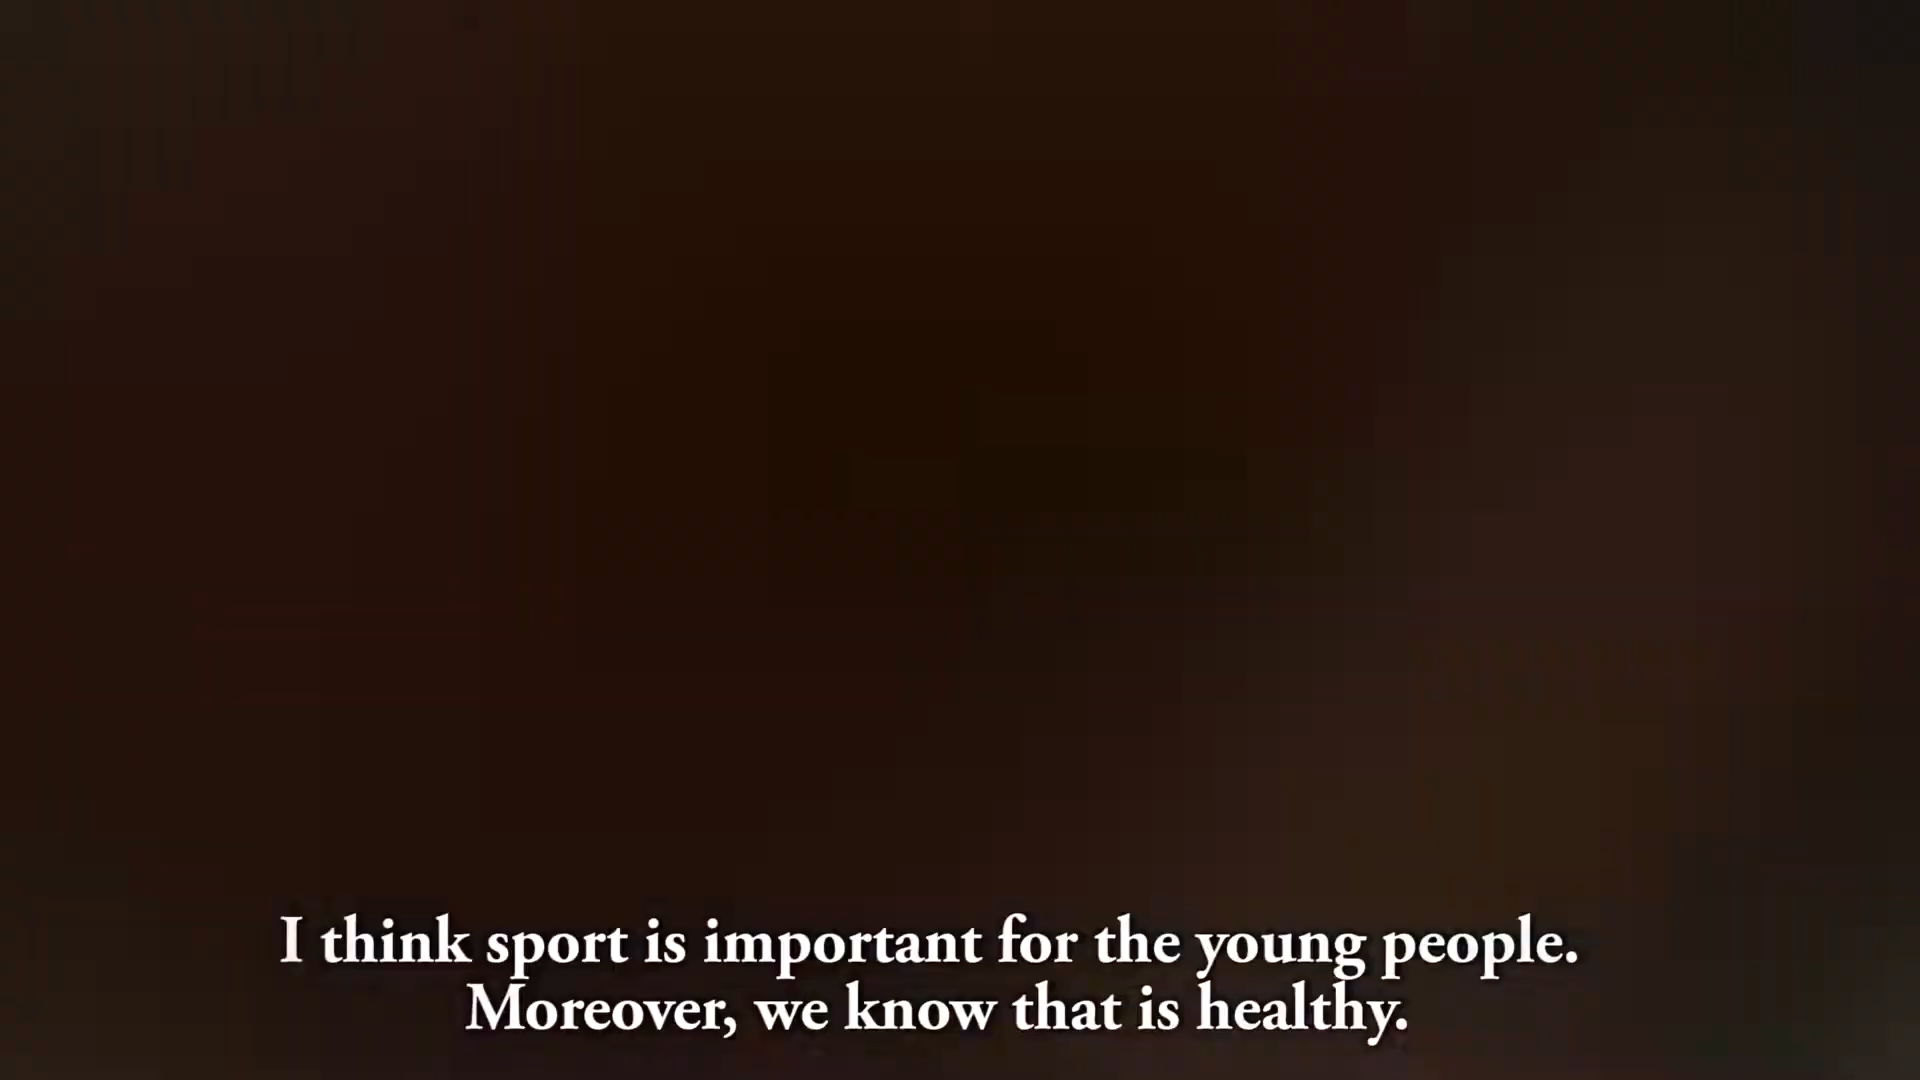 I think sport is important for the young people.
Moreover, we know that is healthy.